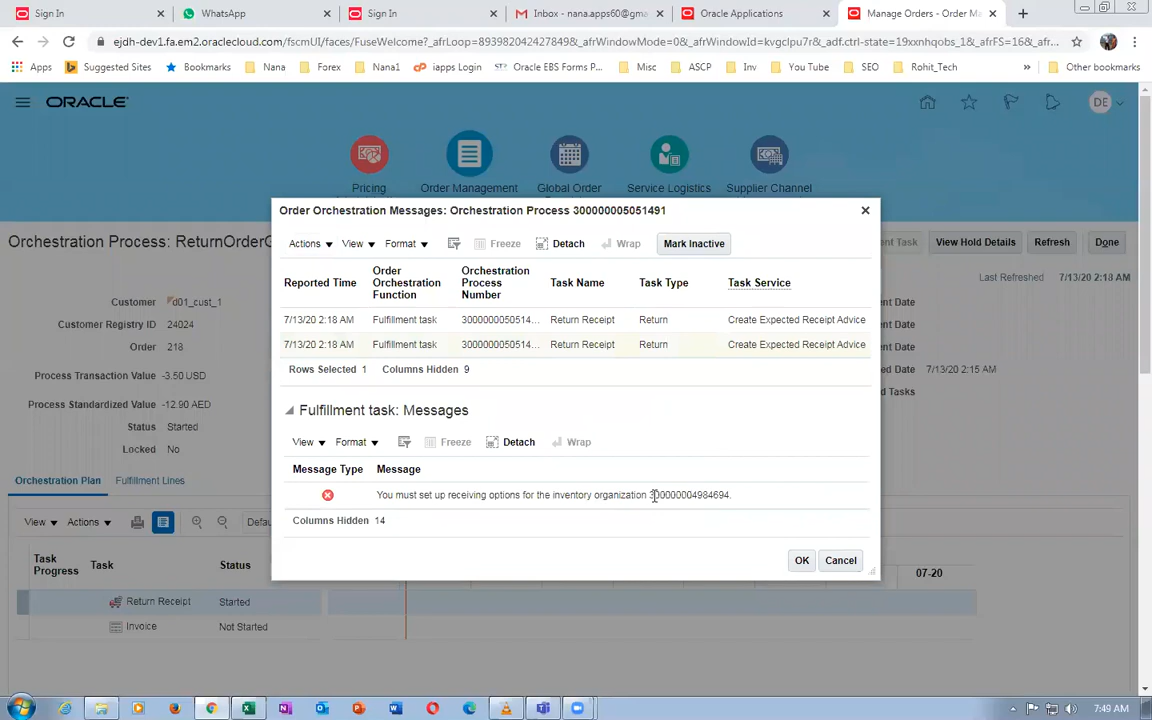 Sign In
WhatsApp
Sign In
Inbox - nana.apps60@gma
Oracle Applications
Manage Orders - Order M
ejdh-dev1.fa.em2.oraclecloud.com/fscmUI/faces/FuseWelcome?_afrLoop=893982042427849&_afrWindowMode=0&_afrWindowId=kvgclpu7r&_adf.ctrl-state=19xxnhqobs_1&_afrFS=16&_afr...
Apps Suggested Sites Bookmarks Nana Forex Nana1 iapps Login Oracle EBS Forms P... Misc ASCP Inv You Tube SEO Rohit_Tech » Other bookmarks
ORACLE DE
Pricing Order Management Global Order Service Logistics Supplier Channel
Order Orchestration Messages: Orchestration Process 300000005051491
Orchestration Process: ReturnOrderG
Actions View Format Freeze Detach Wrap Mark Inactive
View Hold Details Refresh Done
Last Refreshed 7/13/20 2:18 AM
Reported Time Order Orchestration Function Orchestration Process Number Task Name Task Type Task Service
7/13/20 2:18 AM Fulfillment task 3000000050514... Return Receipt Return Create Expected Receipt Advice
7/13/20 2:18 AM Fulfillment task 3000000050514... Return Receipt Return Create Expected Receipt Advice
Rows Selected 1 Columns Hidden 9
Customer d01_cust_1
Customer Registry ID 24024
Order 218
Process Transaction Value -3.50 USD
Process Standardized Value -12.90 AED
Status Started
Locked No
7/13/20 2:15 AM
Fulfillment task: Messages
View Format Freeze Detach Wrap
Message Type Message
You must set up receiving options for the inventory organization 300000004984694.
Columns Hidden 14
OK Cancel
Orchestration Plan Fulfillment Lines
View Actions
Task Progress Task Status 07-20
Return Receipt Started
Invoice Not Started
7:49 AM